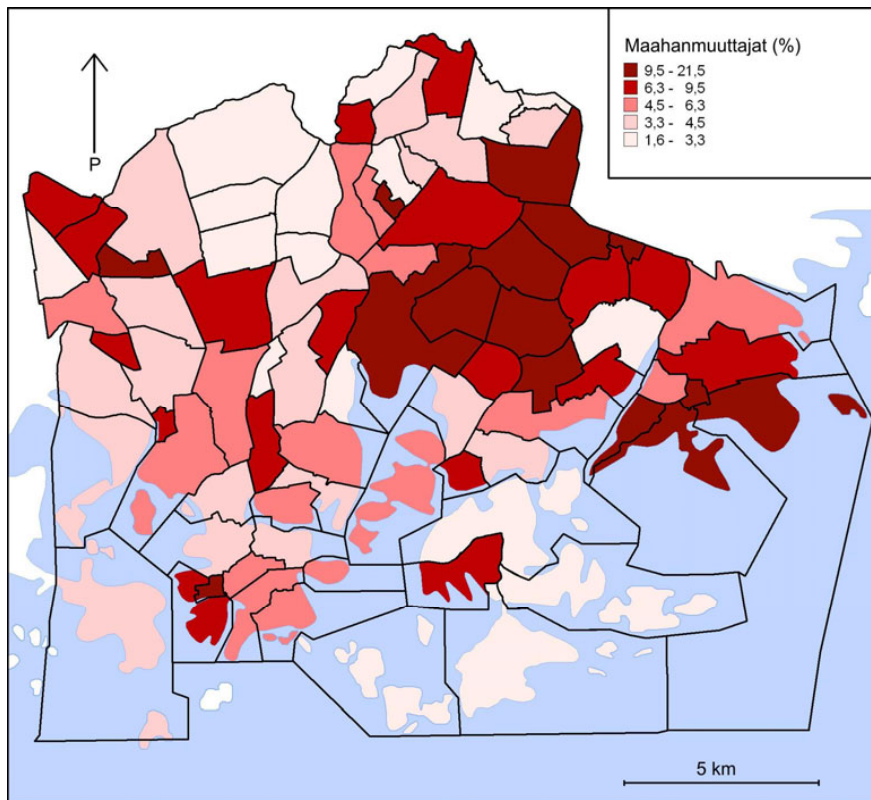 Maahanmuuttajat (%)
9,5 - 21,5
6,3 - 9,5
4,5 - 6,3
3,3 - 4,5
1,6 - 3,3
P
5 km